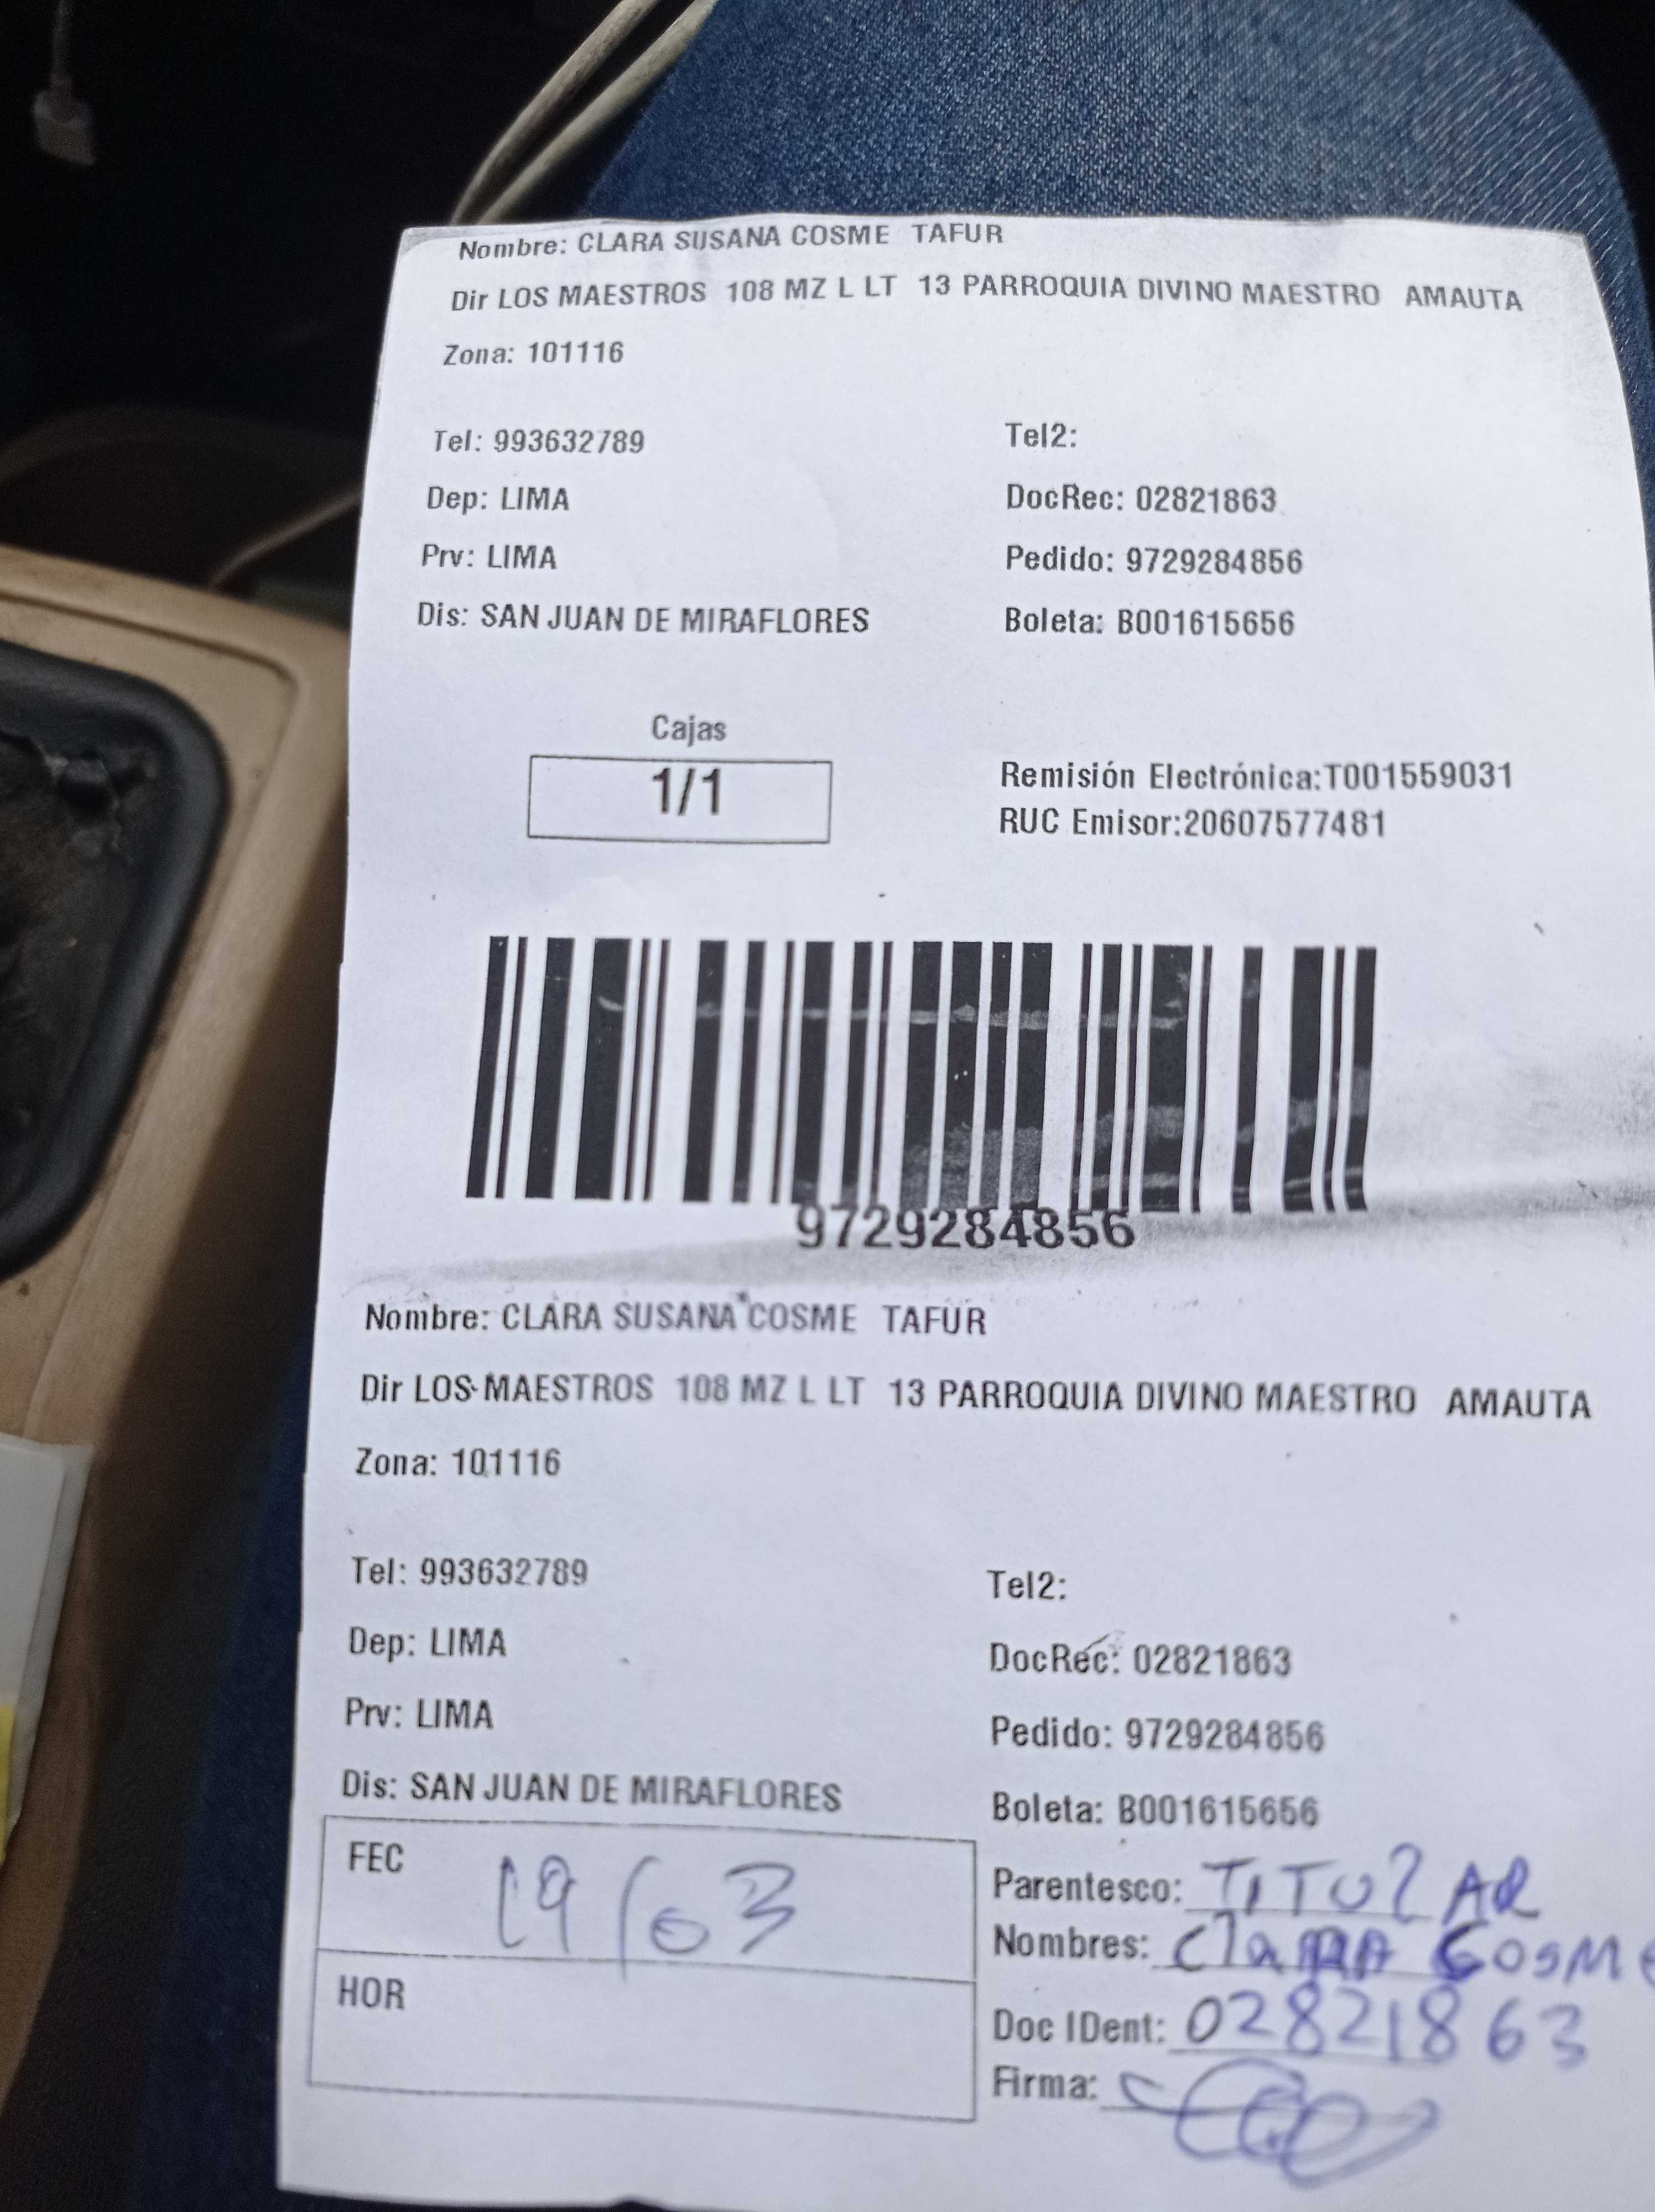 Nombre: CLARA SUSANA COSME TAFUR
Dir LOS MAESTROS 108 MZ L LT 13 PARROQUIA DIVINO MAESTRO AMAUTA
Zona: 101116
Tel: 993632789 Tel2:
Dep: LIMA DocRec: 02821863
Prv: LIMA Pedido: 9729284856
Dis: SAN JUAN DE MIRAFLORES Boleta: B001615656
Cajas
1/1
Remisión Electrónica:T001559031
RUC Emisor:20607577481
9729284856
Nombre: CLARA SUSANA COSME TAFUR
Dir LOS MAESTROS 108 MZ L LT 13 PARROQUIA DIVINO MAESTRO AMAUTA
Zona: 101116
Tel: 993632789 Tel2:
Dep: LIMA DocRec: 02821863
Prv: LIMA Pedido: 9729284856
Dis: SAN JUAN DE MIRAFLORES Boleta: B001615656
FEC 19/03
HOR
Parentesco: TITULAR
Nombres: Clara Cosme
Doc IDent: 02821863
Firma: